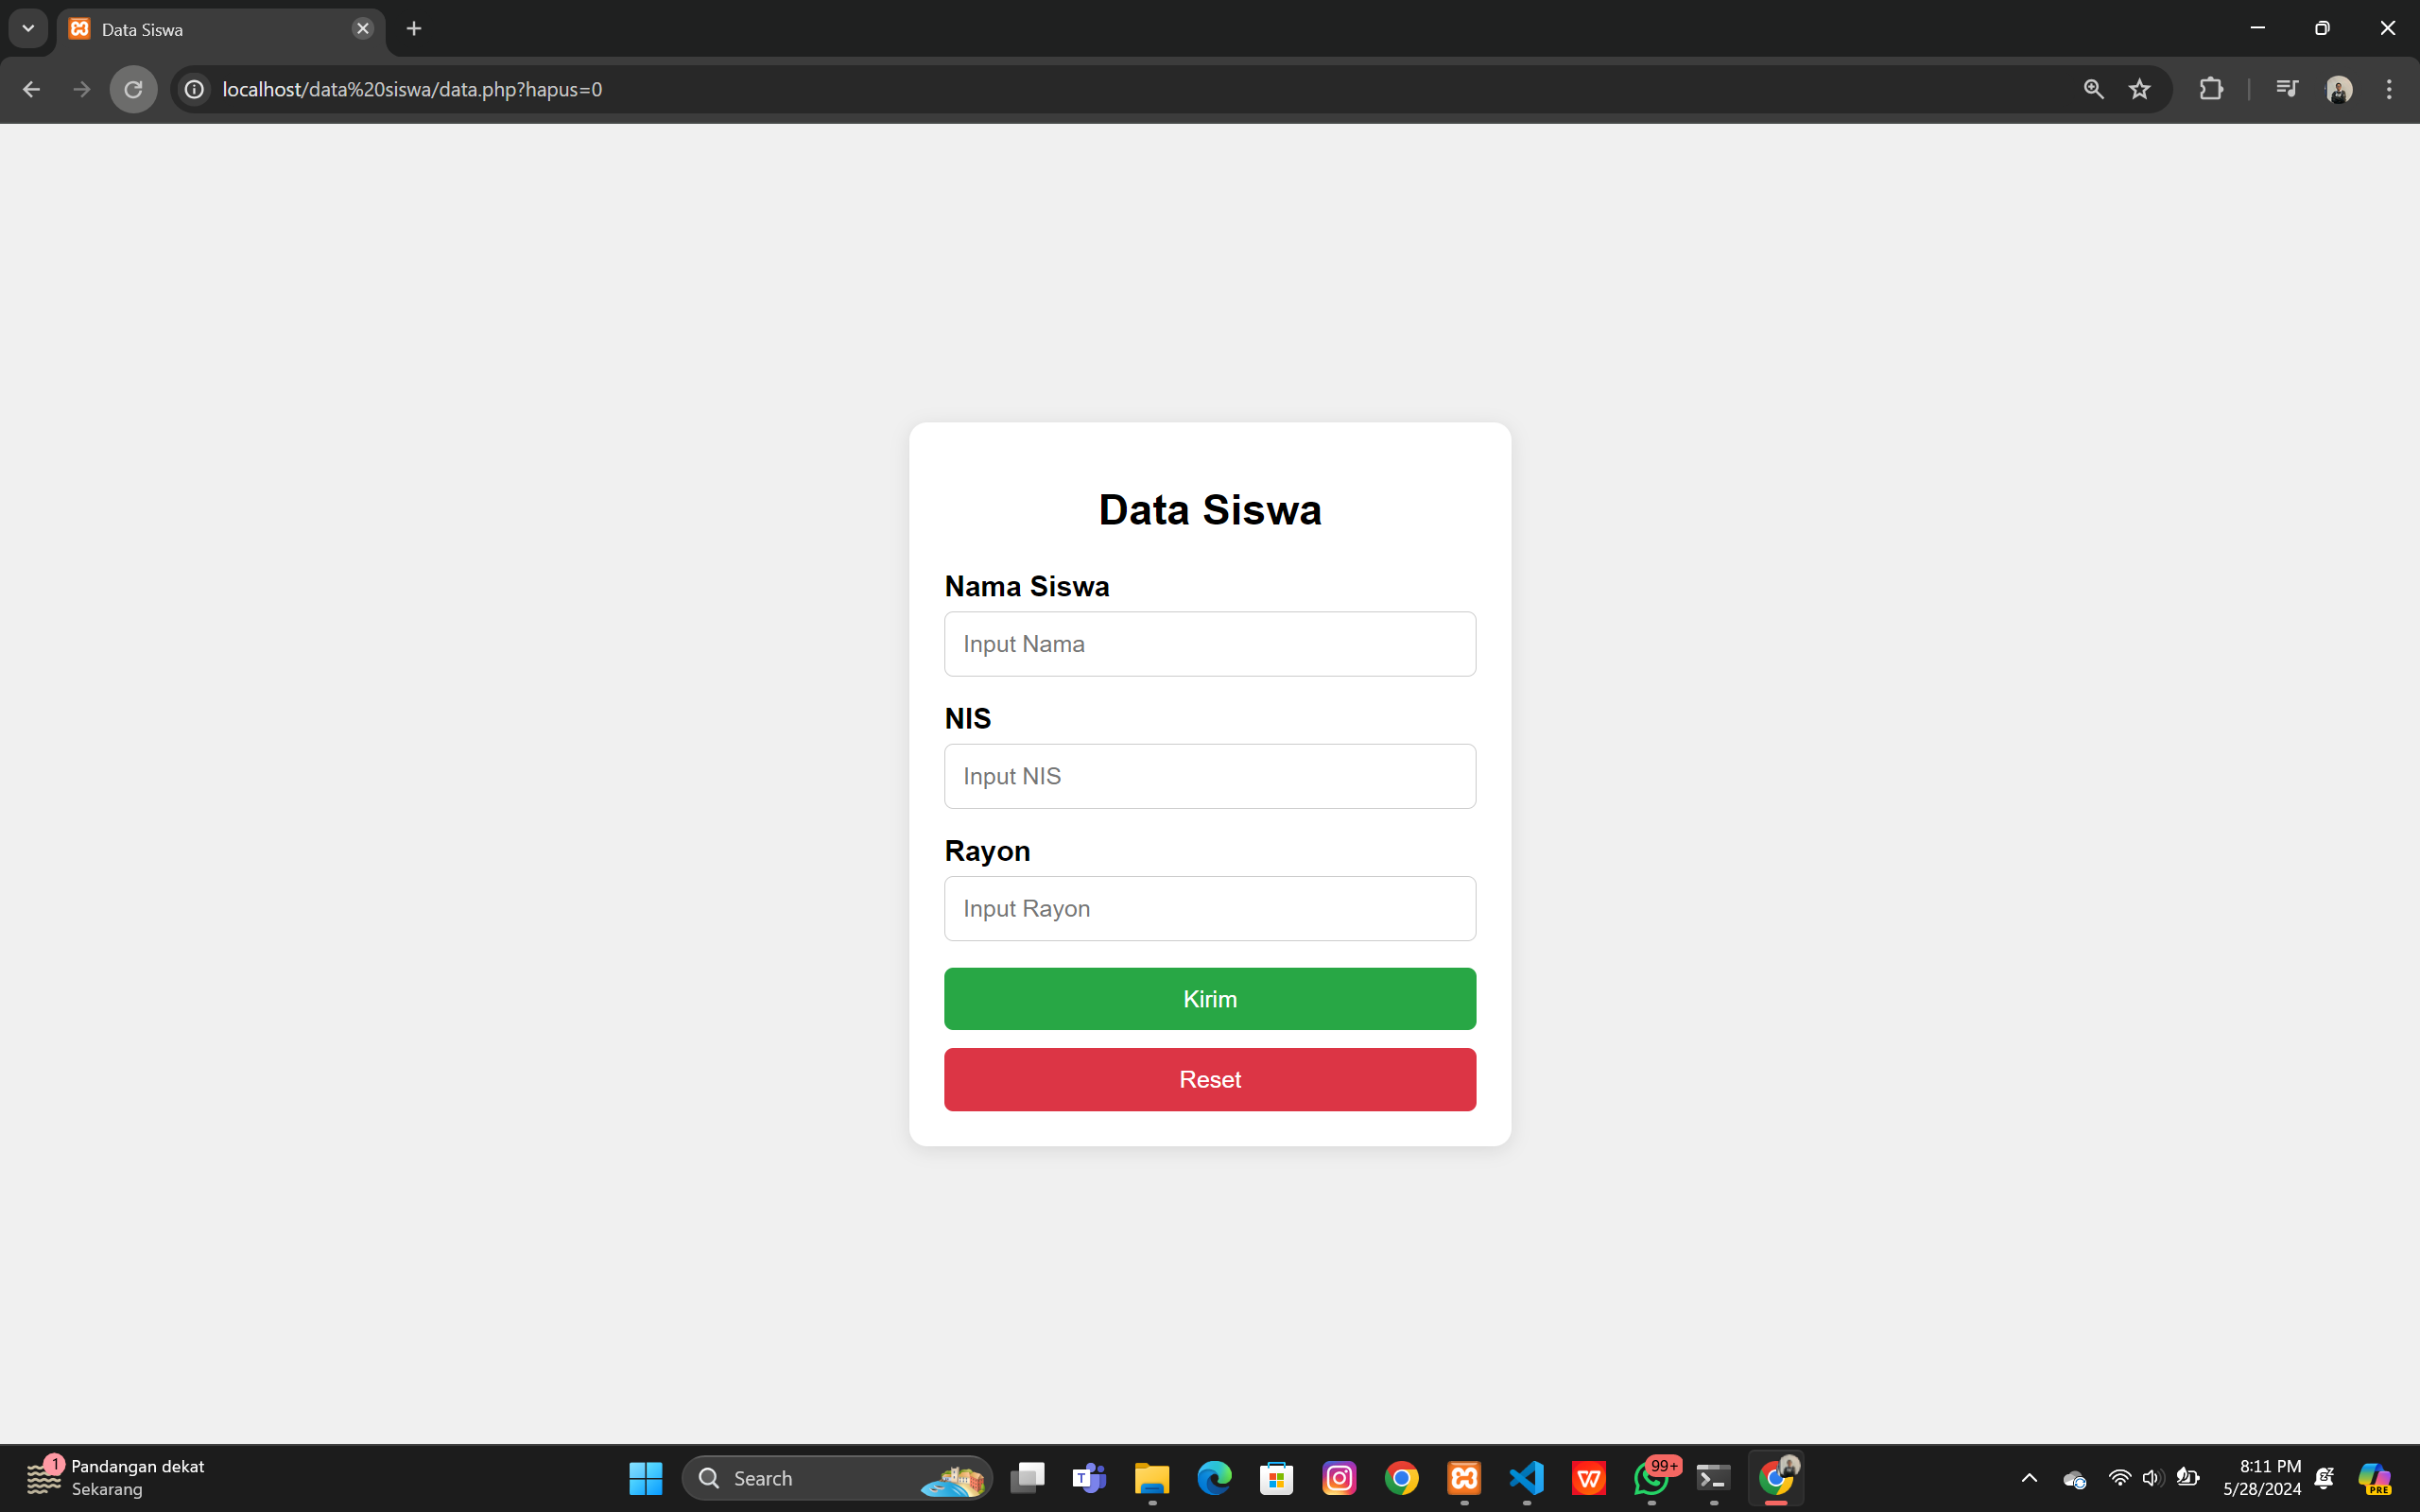 Data Siswa
localhost/data%20siswa/data.php?hapus=0
Data Siswa
Nama Siswa
Input Nama
NIS
Input NIS
Rayon
Input Rayon
Kirim
Reset
1
Pandangan dekat
Sekarang
Search
T
W
99+
8:11 PM
5/28/2024
PRE